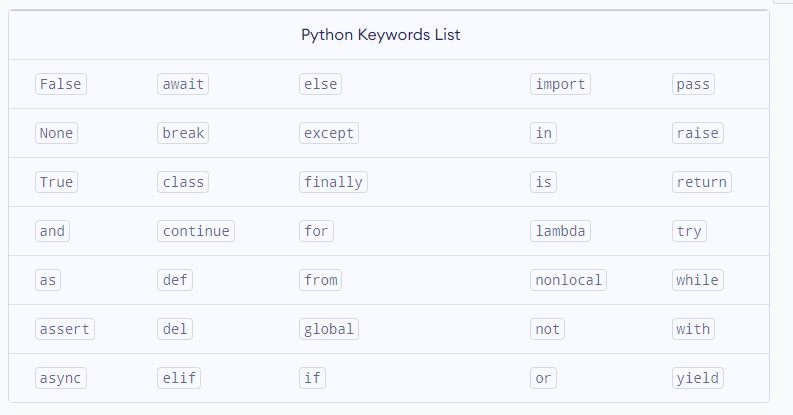 Python Keywords List
False await else import pass
None break except in raise
True class finally is return
and continue for lambda try
as def from nonlocal while
assert del global not with
async elif if or yield